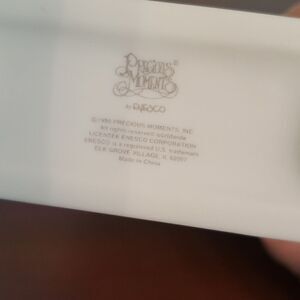 PRECIOUS
MOMENTS®
by ENESCO
PRECIOUS MOMENTS, INC.
All rights reserved worldwide
LICENSEE ENESCO CORPORATION
ENESCO is a registered U.S. trademark
ELK GROVE VILLAGE, IL 60007
Made in China